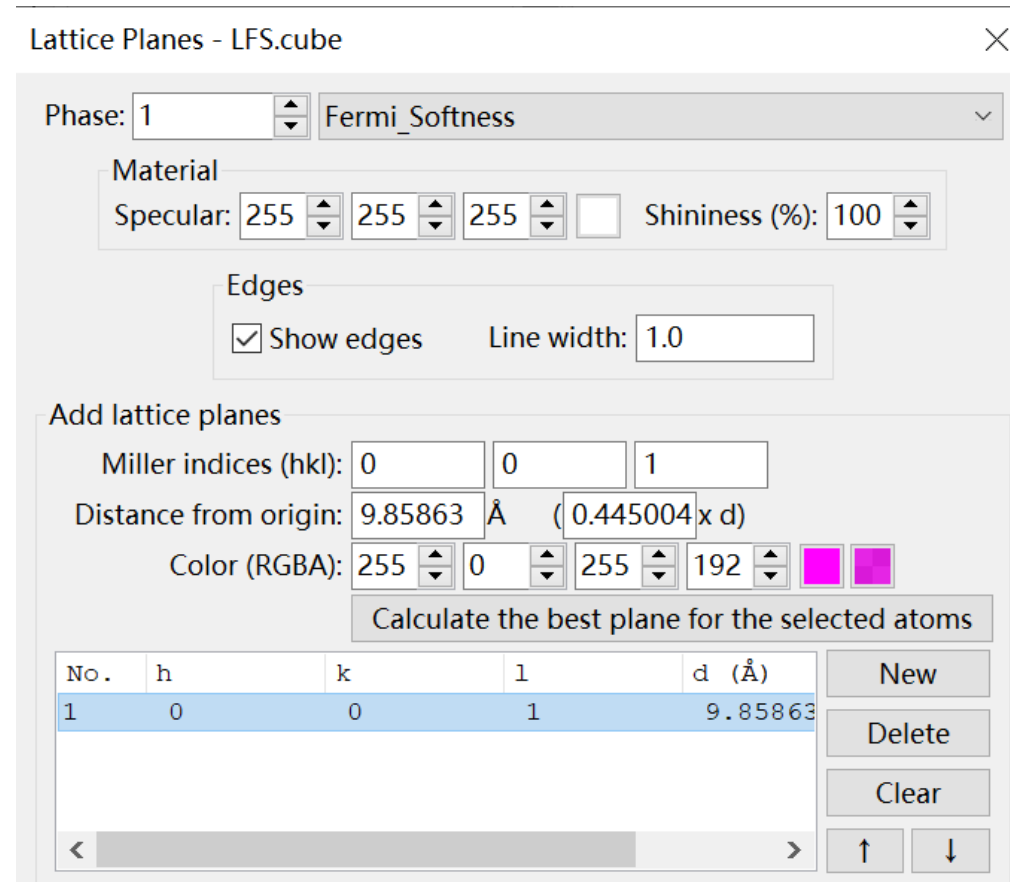 Lattice Planes - LFS.cube
Phase: 1 Fermi_Softness
Material
Specular: 255 255 255 Shininess (%): 100
Edges
Show edges Line width: 1.0
Add lattice planes
Miller indices (hkl): 0 0 1
Distance from origin: 9.85863 Å ( 0.445004 x d)
Color (RGBA): 255 0 255 192
Calculate the best plane for the selected atoms
No. h k l d (Å) New
1 0 0 1 9.85863
Delete
Clear
↑ ↓